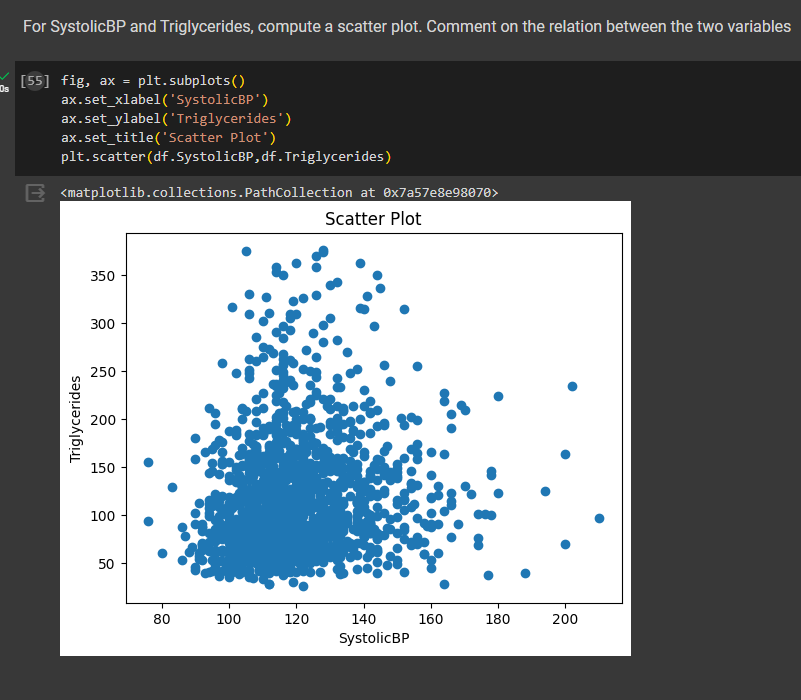 For SystolicBP and Triglycerides, compute a scatter plot. Comment on the relation between the two variables
[55] fig, ax = plt.subplots()
0s
ax.set_xlabel('SystolicBP')
ax.set_ylabel('Triglycerides')
ax.set_title('Scatter Plot')
plt.scatter(df.SystolicBP,df.Triglycerides)
<matplotlib.collections.PathCollection at 0x7a57e8e98070>
Scatter Plot
350
300
250
200
150
100
50
Triglycerides
80 100 120 140 160 180 200
SystolicBP